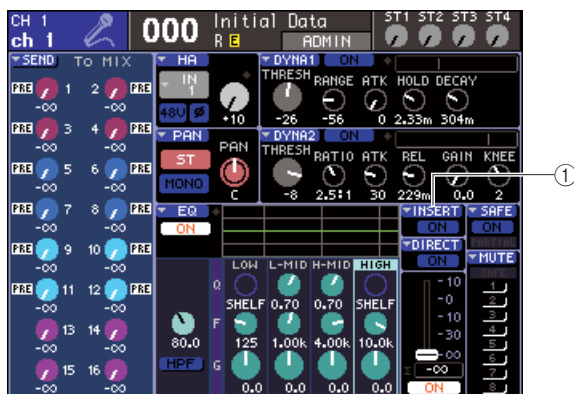 CH 1
ch 1
000
Initial Data
R E ADMIN
ST1 ST2 ST3 ST4
SEND To MIX
PRE 1 2 PRE
-∞ -∞
PRE 3 4 PRE
-∞ -∞
PRE 5 6 PRE
-∞ -∞
PRE 7 8 PRE
-∞ -∞
PRE 9 10 PRE
-∞ -∞
PRE 11 12 PRE
-∞ -∞
13 14
-∞ -∞
15 16
-∞ -∞
HA
IN
1
48V Ø
+10
DYNA1 ON
THRESH RANGE ATK HOLD DECAY
-26 -56 0 2.33m 304m
PAN
ST
MONO
PAN
C
DYNA2 ON
THRESH RATIO ATK REL GAIN KNEE
-8 2.5:1 30 229m 0.0 2
1
EQ
ON
LOW L-MID H-MID HIGH
Q
SHELF 0.70 0.70 SHELF
F
80.0
125 1.00k 4.00k 10.0k
HPF
G
0.0 0.0 0.0 0.0
INSERT
ON
DIRECT
ON
-10
-0
-10
-30
-∞
Σ -∞
ON
SAFE
ON
PARTIAL
MUTE
SAFE
1
2
3
4
5
6
7
8